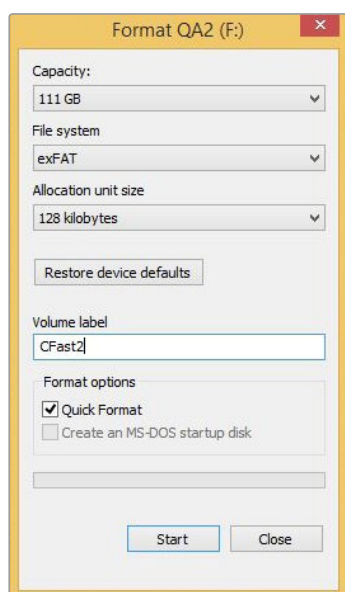 Format QA2 (F:)
Capacity:
111 GB
File system
exFAT
Allocation unit size
128 kilobytes
Restore device defaults
Volume label
CFast2
Format options
Quick Format
Create an MS-DOS startup disk
Start Close